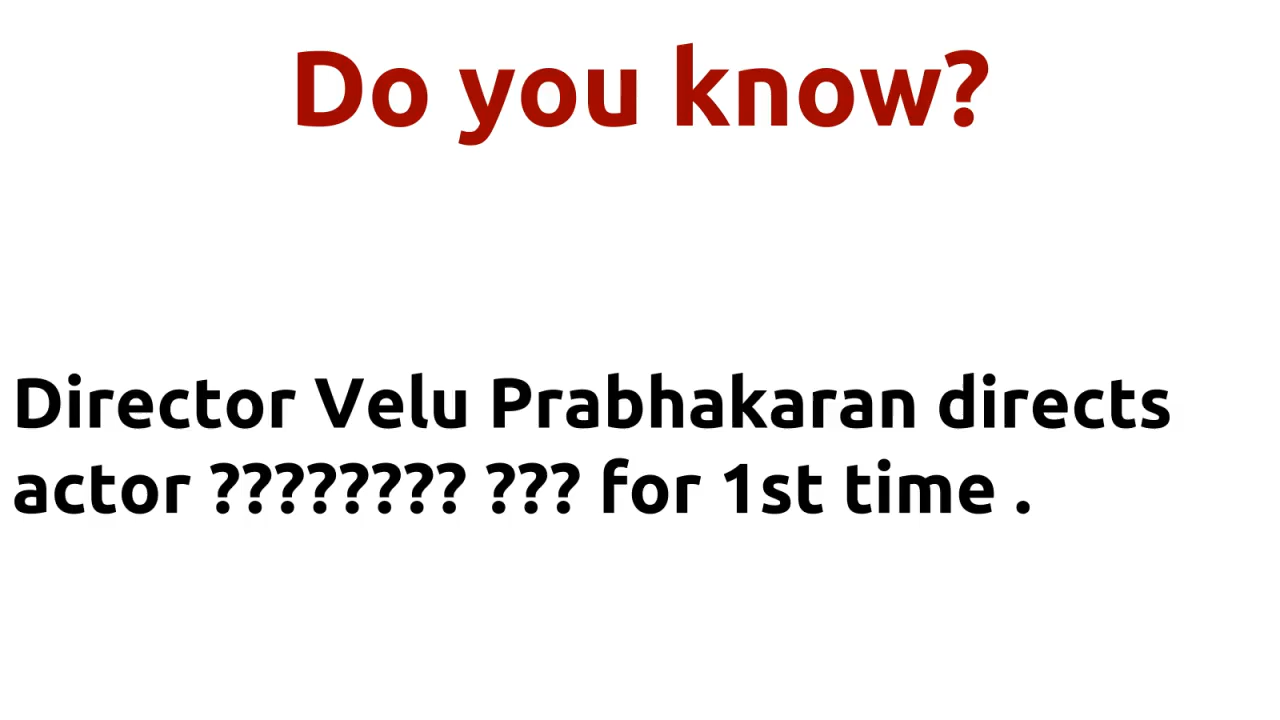 Do you know?
Director Velu Prabhakaran directs
actor ???????? ??? for 1st time .